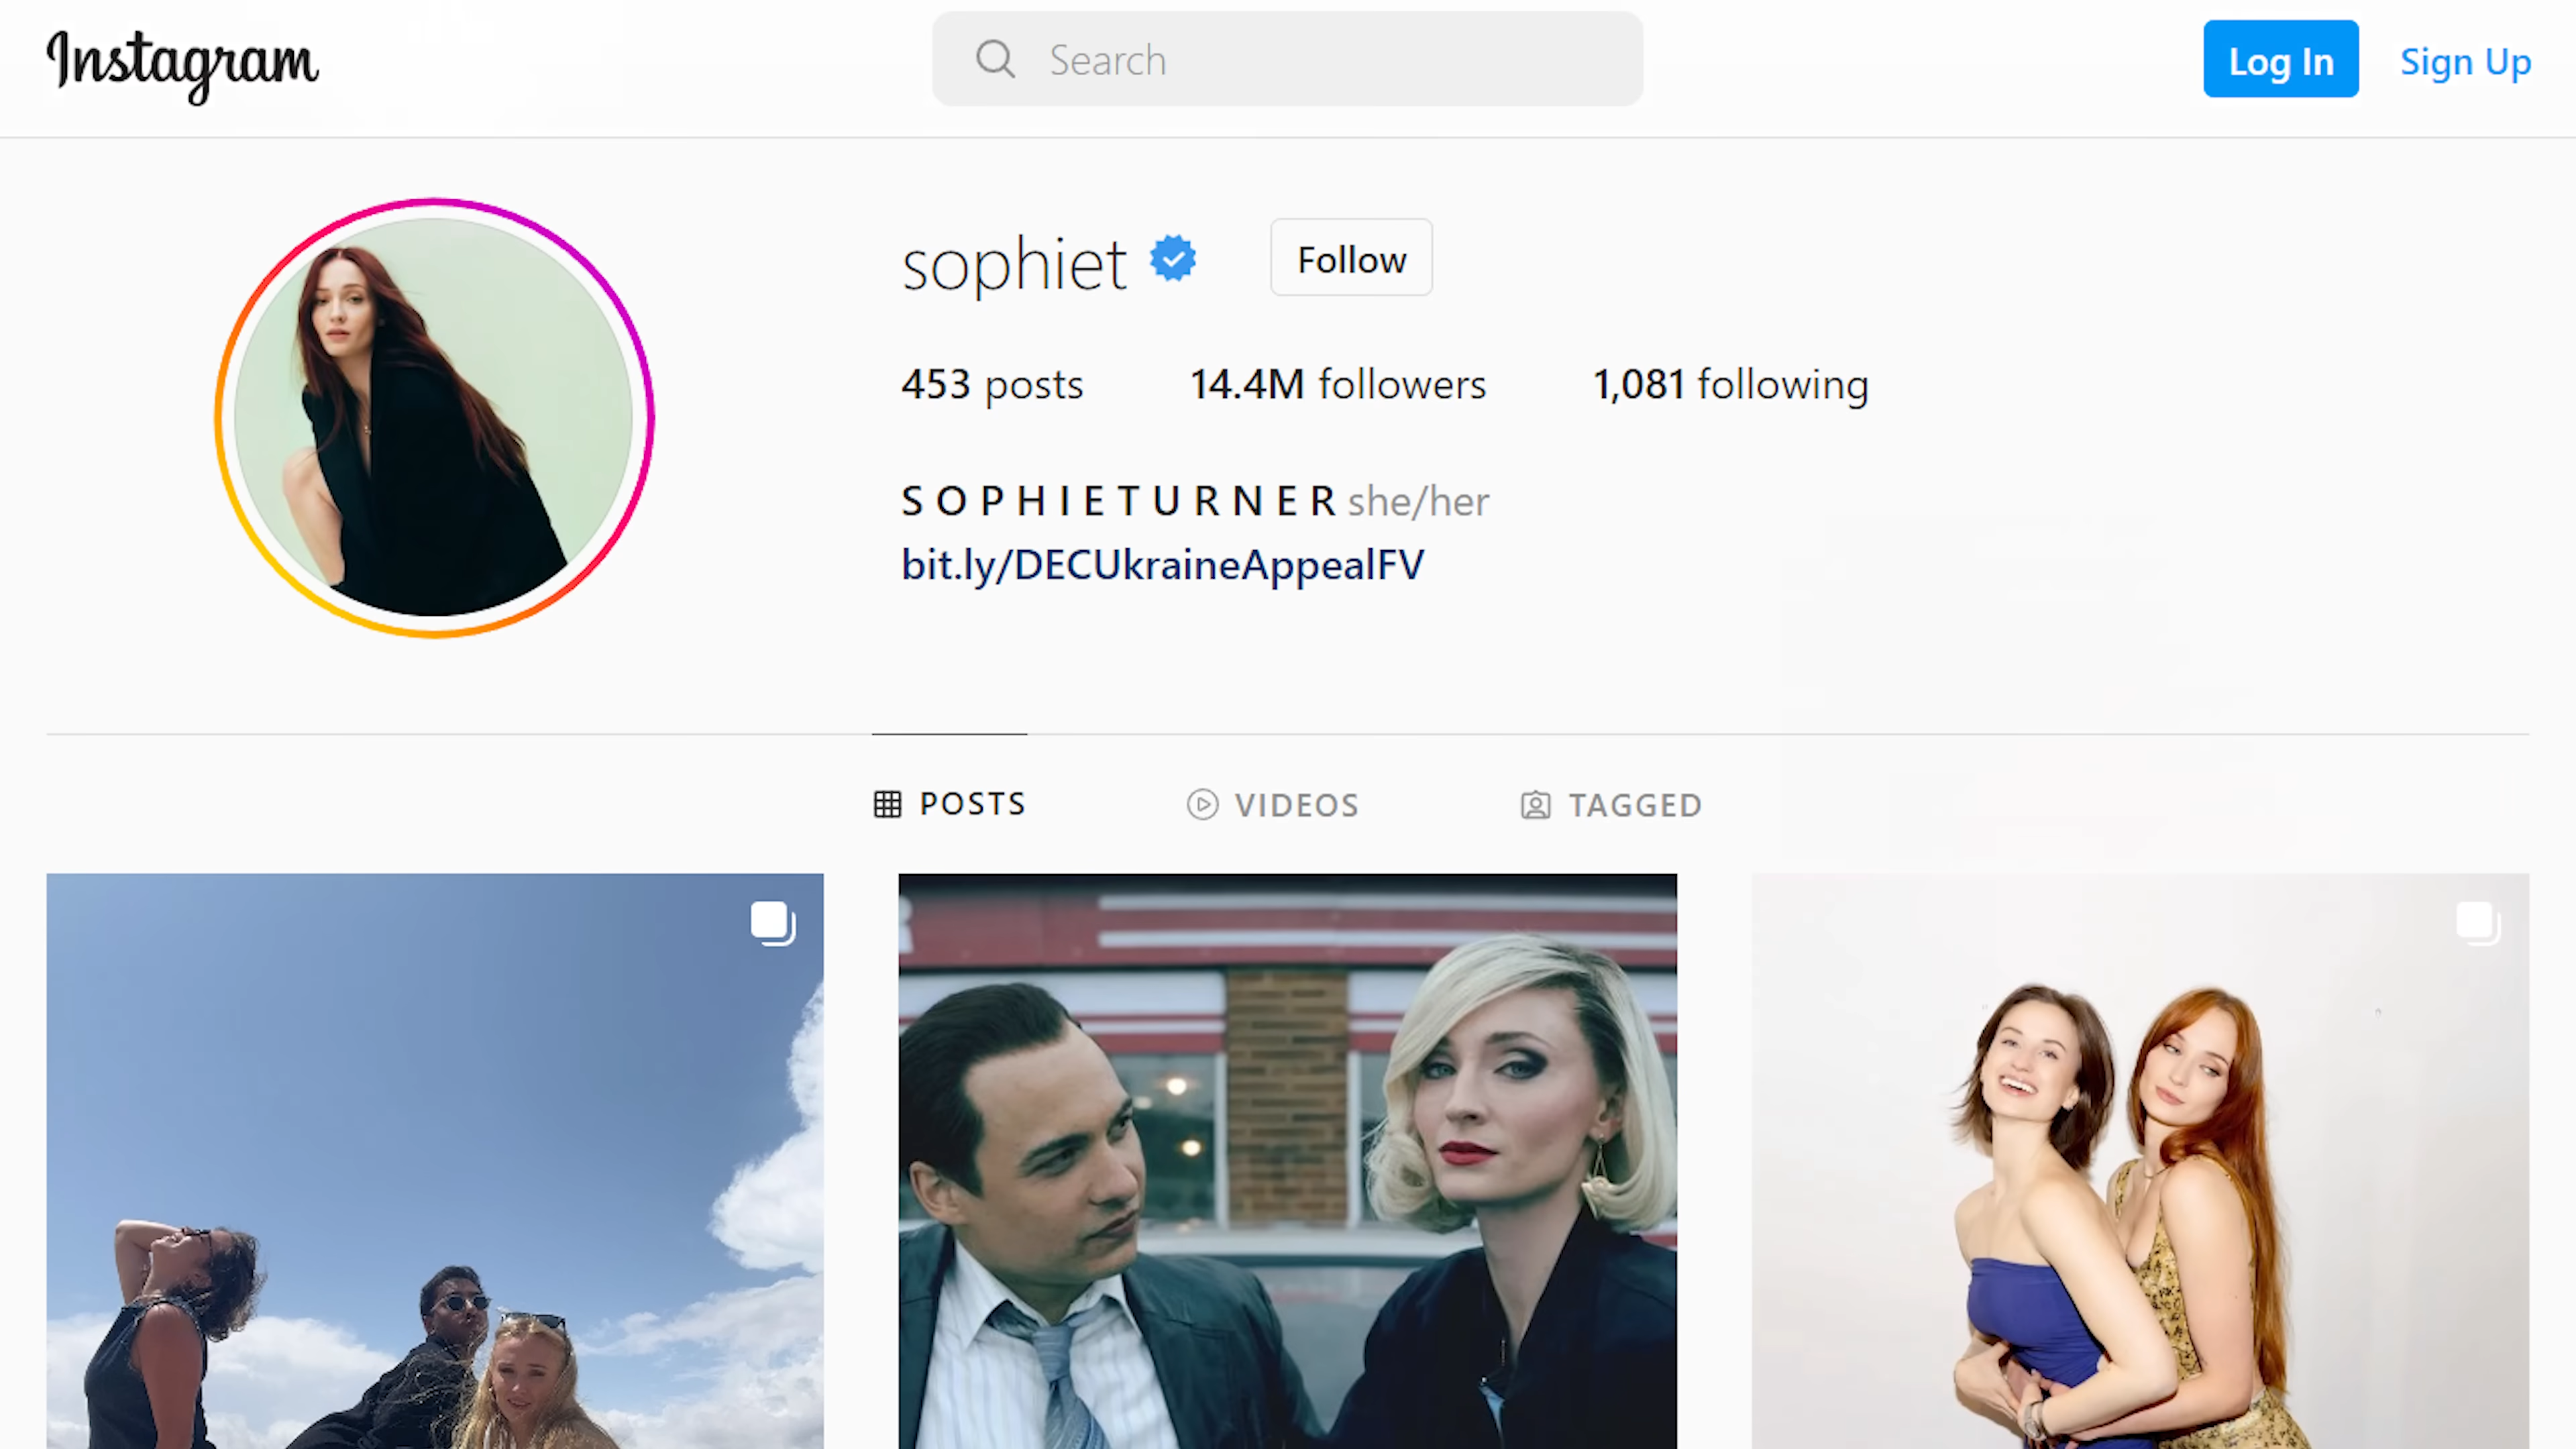 Instagram
Search
Log In
Sign Up
sophiet
Follow
453 posts
14.4M followers
1,081 following
S O P H I E T U R N E R she/her
bit.ly/DECUkraineAppealFV
POSTS
VIDEOS
TAGGED